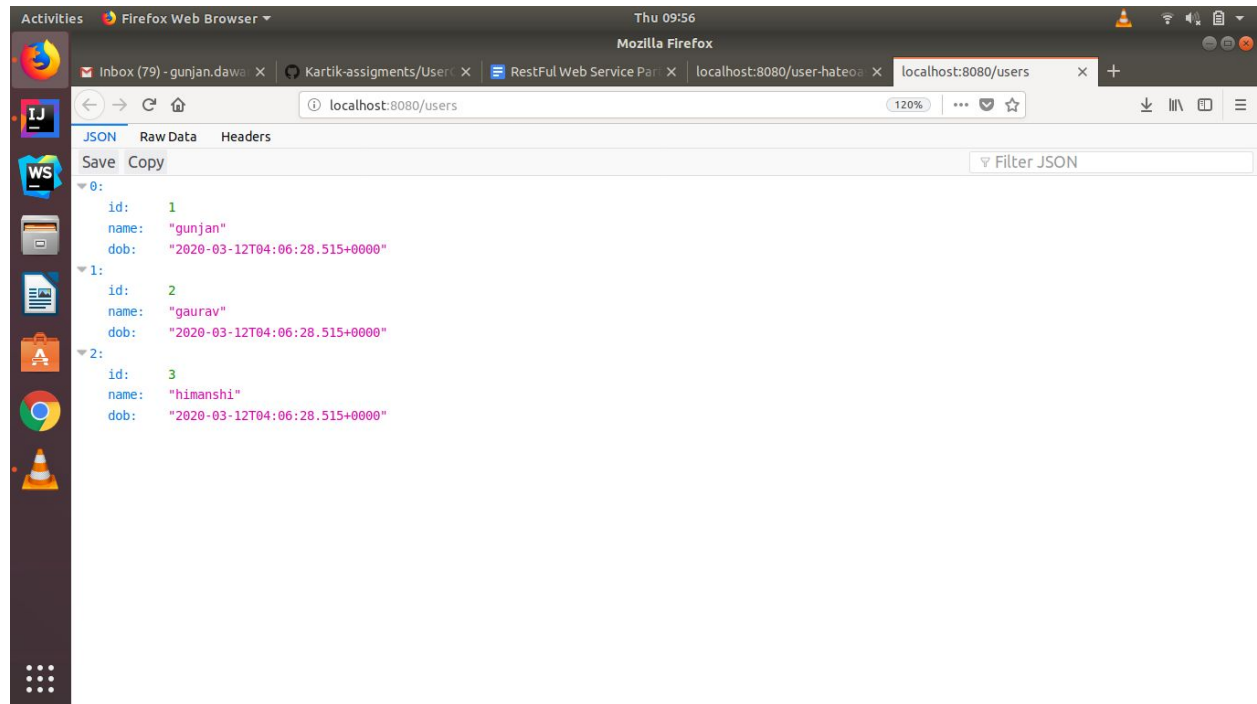 Activities Firefox Web Browser Thu 09:56
Mozilla Firefox
Inbox (79) - gunjan.dawa Kartik-assigments/User RestFul Web Service Par localhost:8080/user-hateoa localhost:8080/users
localhost:8080/users 120%
JSON Raw Data Headers
Save Copy Filter JSON
0:
id: 1
name: "gunjan"
dob: "2020-03-12T04:06:28.515+0000"
1:
id: 2
name: "gaurav"
dob: "2020-03-12T04:06:28.515+0000"
2:
id: 3
name: "himanshi"
dob: "2020-03-12T04:06:28.515+0000"
IJ
WS